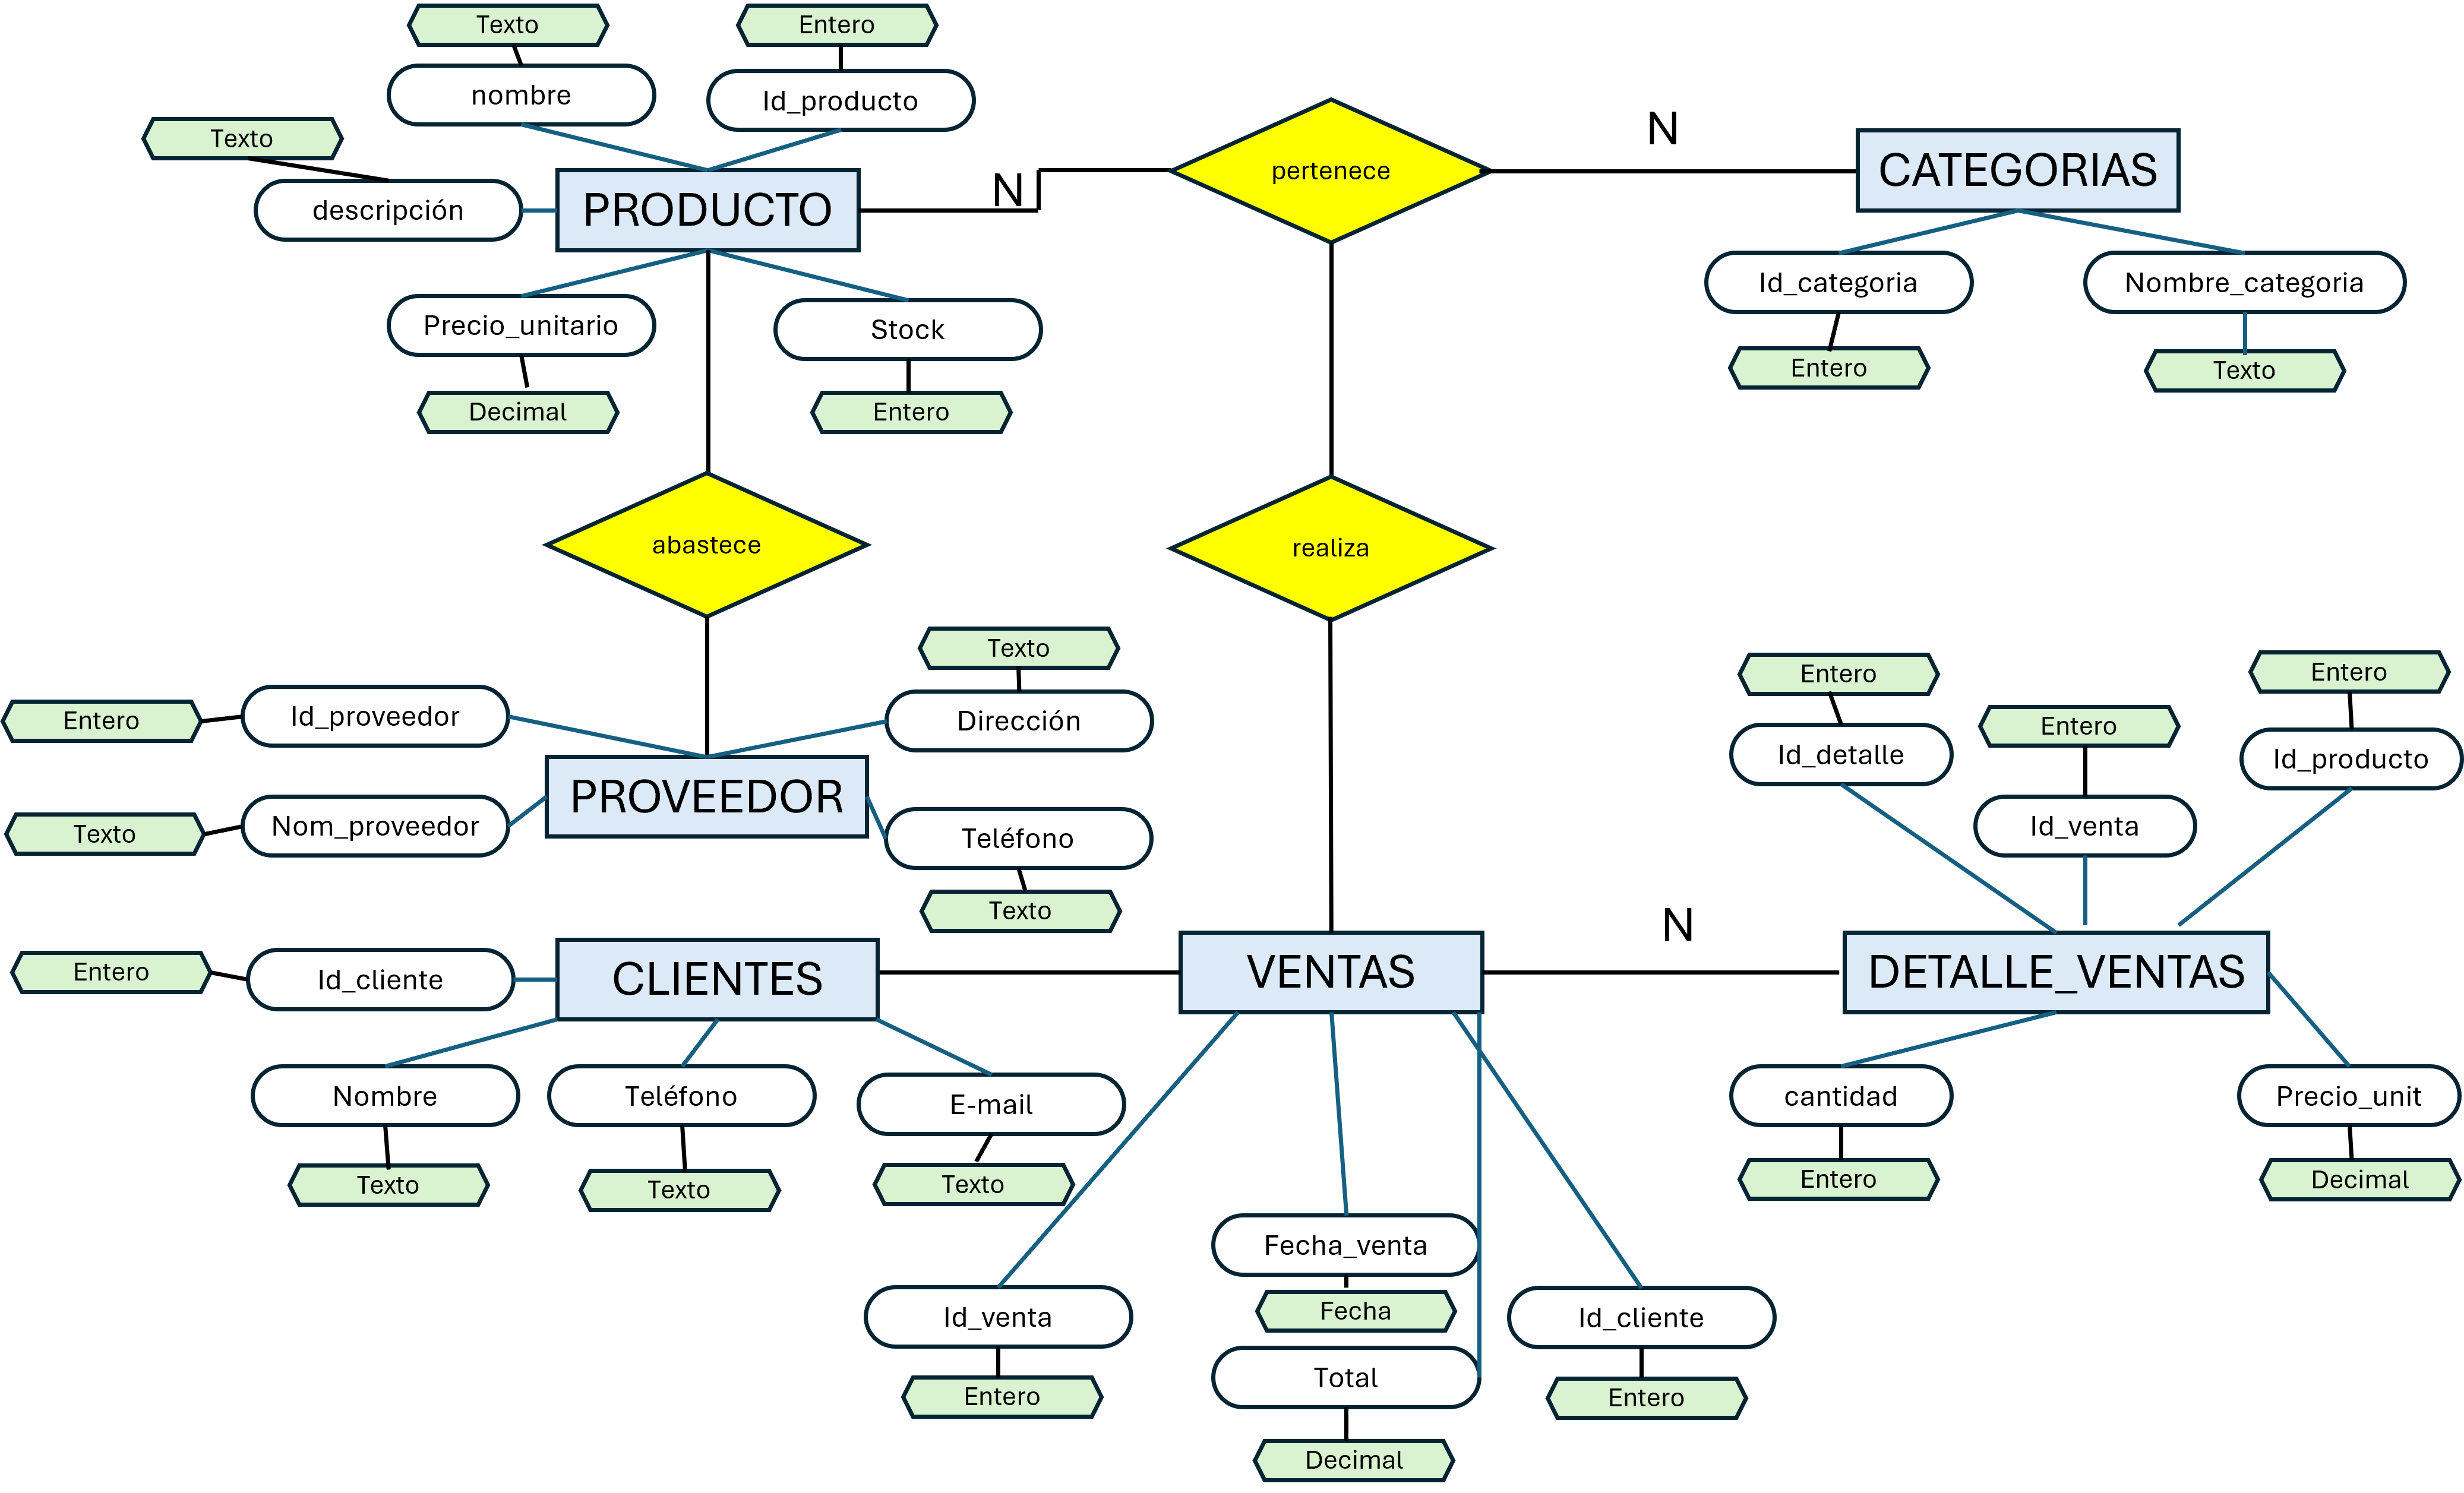 Texto
Entero
nombre
Id_producto
Texto
descripción
PRODUCTO
N
pertenece
N
CATEGORIAS
Id_categoria
Nombre_categoria
Precio_unitario
Stock
Entero
Texto
Decimal
Entero
abastece
realiza
Texto
Entero
Entero
Entero
Id_proveedor
Dirección
Entero
Id_detalle
Id_producto
Texto
Nom_proveedor
PROVEEDOR
Teléfono
Id_venta
Texto
N
Entero
Id_cliente
CLIENTES
VENTAS
DETALLE_VENTAS
Nombre
Teléfono
E-mail
cantidad
Precio_unit
Texto
Texto
Texto
Entero
Decimal
Fecha_venta
Id_venta
Fecha
Id_cliente
Entero
Total
Entero
Decimal